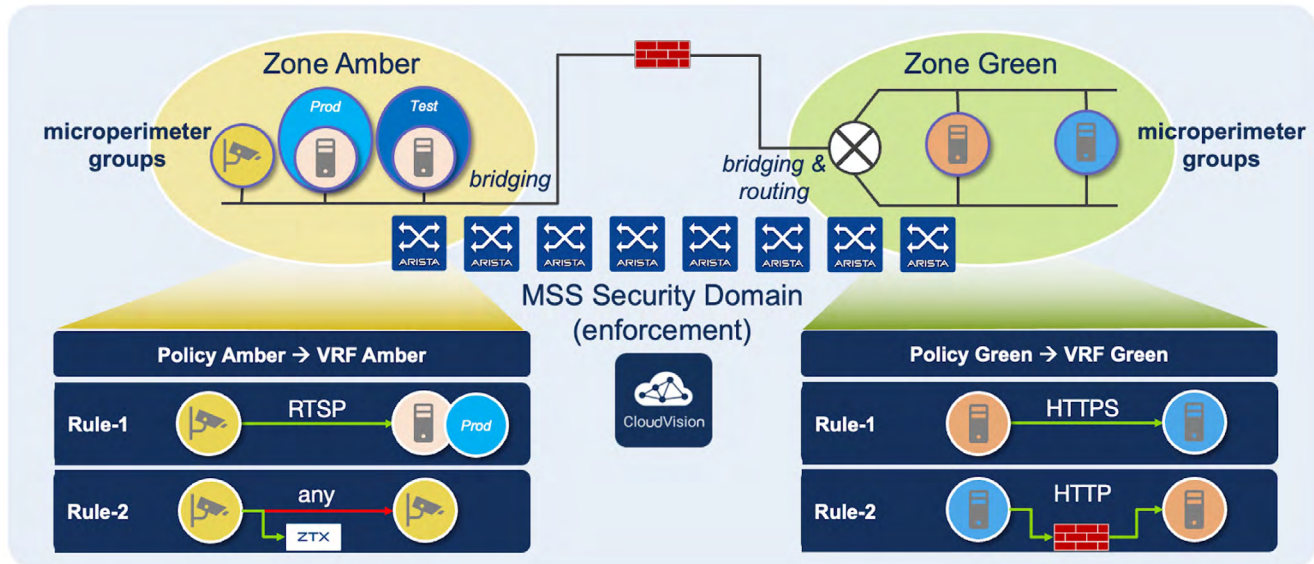 Zone Amber
Zone Green
Prod
Test
microperimeter
groups
bridging
bridging &
routing
microperimeter
groups
ARISTA
ARISTA
ARISTA
ARISTA
ARISTA
ARISTA
ARISTA
ARISTA
MSS Security Domain
(enforcement)
CloudVision
Policy Amber → VRF Amber
Rule-1
RTSP
Prod
Rule-2
any
ZTX
Policy Green → VRF Green
Rule-1
HTTPS
Rule-2
HTTP